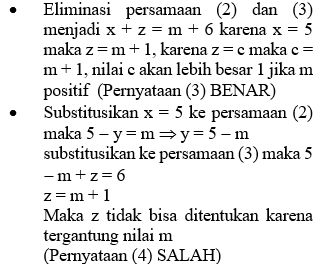 • Eliminasi persamaan (2) dan (3)
menjadi x + z = m + 6 karena x = 5
maka z = m + 1, karena z = c maka c =
m + 1, nilai c akan lebih besar 1 jika m
positif (Pernyataan (3) BENAR)
• Substitusikan x = 5 ke persamaan (2)
maka 5 – y = m ⇒ y = 5 – m
substitusikan ke persamaan (3) maka 5
– m + z = 6
z = m + 1
Maka z tidak bisa ditentukan karena
tergantung nilai m
(Pernyataan (4) SALAH)